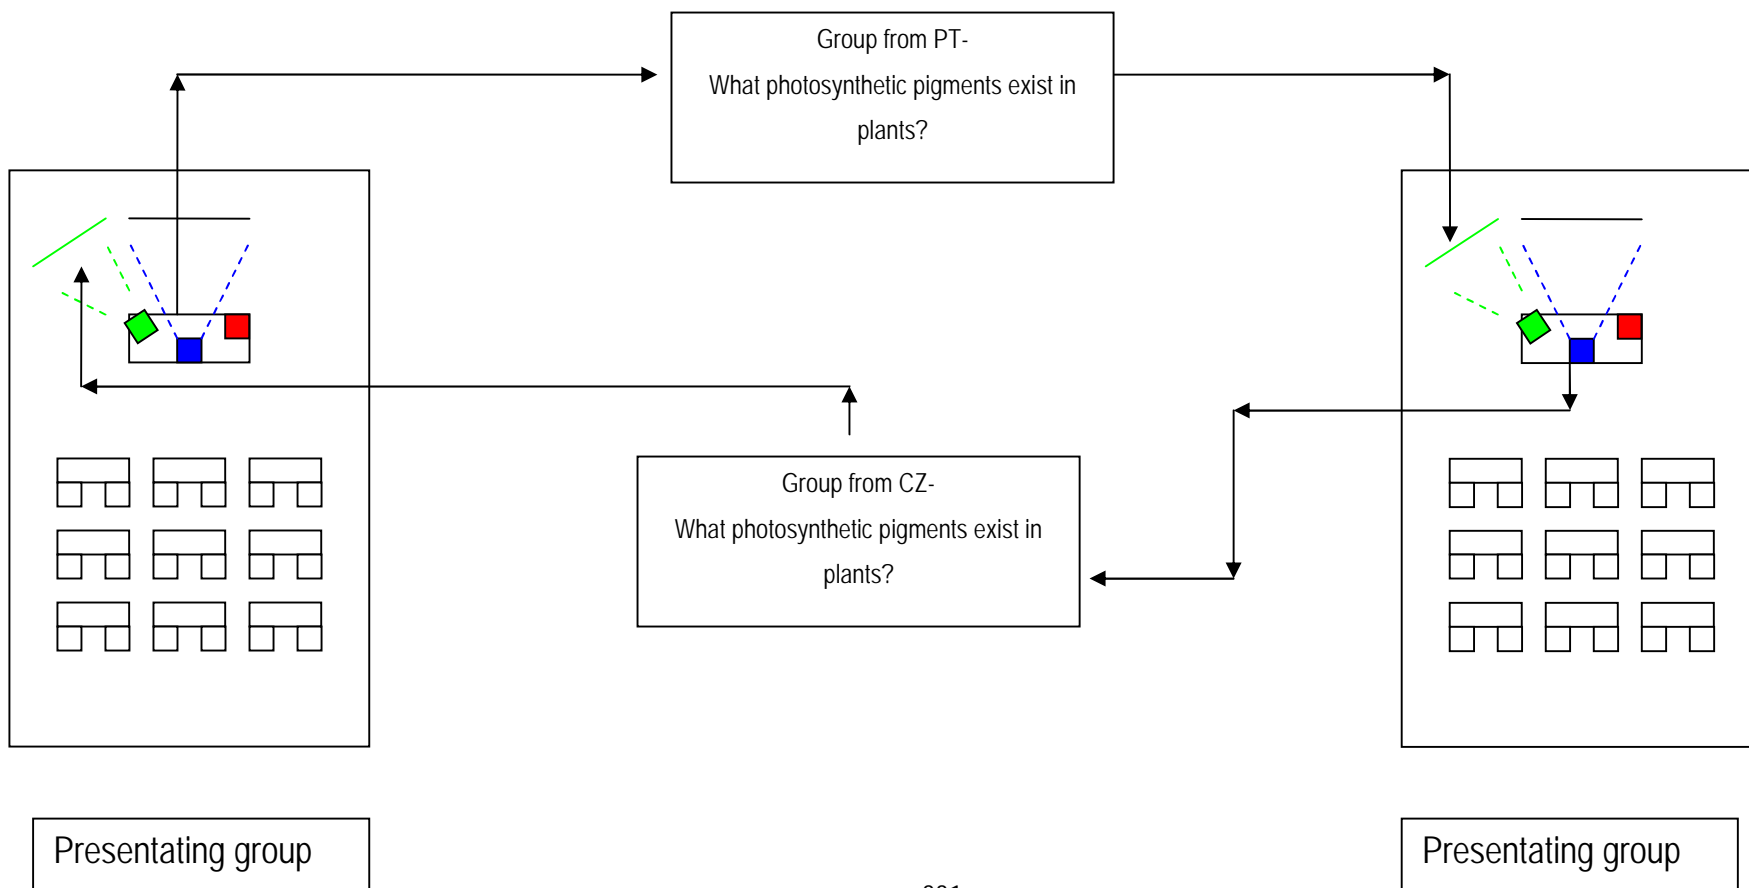 Group from PT-
What photosynthetic pigments exist in
plants?
Group from CZ-
What photosynthetic pigments exist in
plants?
Presentating group
Presentating group